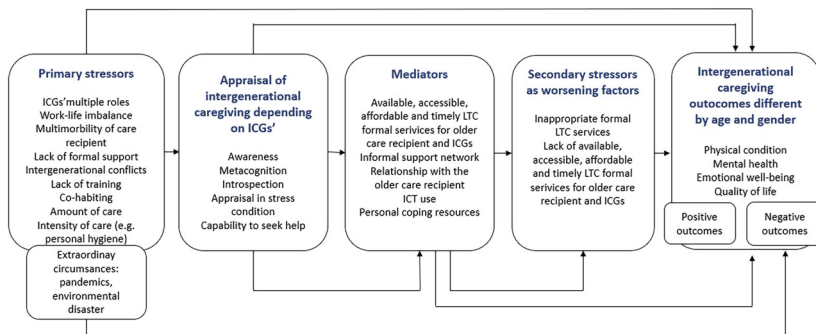 Primary stressors
ICGs'multiple roles
Work-life imbalance
Multimorbility of care
recipient
Lack of formal support
Intergenerational conflicts
Lack of training
Co-habiting
Amount of care
Intensity of care (e.g.
personal hygiene)
Extraordinay
circumsances:
pandemics,
environmental
disaster
Appraisal of
intergenerational
caregiving depending
on ICGs'
Awareness
Metacognition
Introspection
Appraisal in stress
condition
Capability to seek help
Mediators
Available, accessible,
affordable and timely LTC
formal serivices for older
care recipient and ICGs
Informal support network
Relationship with the
older care recipient
ICT use
Personal coping resources
Secondary stressors
as worsening factors
Inappropriate formal
LTC services
Lack of available,
accessible, affordable
and timely LTC formal
serivices for older care
recipient and ICGs
Intergenerational
caregiving
outocomes different
by age and gender
Physical condition
Mental health
Emotional well-being
Quality of life
Positive
outcomes
Negative
outcomes